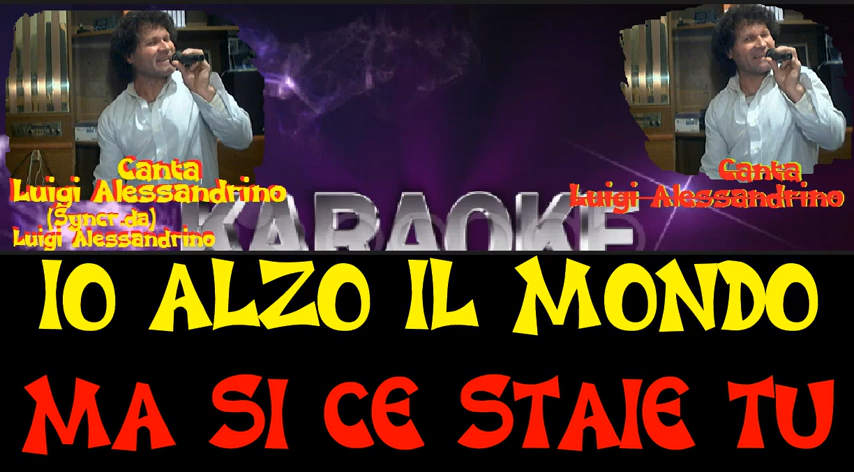 Canta
Luigi Alessandrino
(Syncr.da)
Luigi Alessandrino
Canta
Luigi Alessandrino
KARAOKE
IO ALZO IL MONDO
MA SI CE STAIE TU